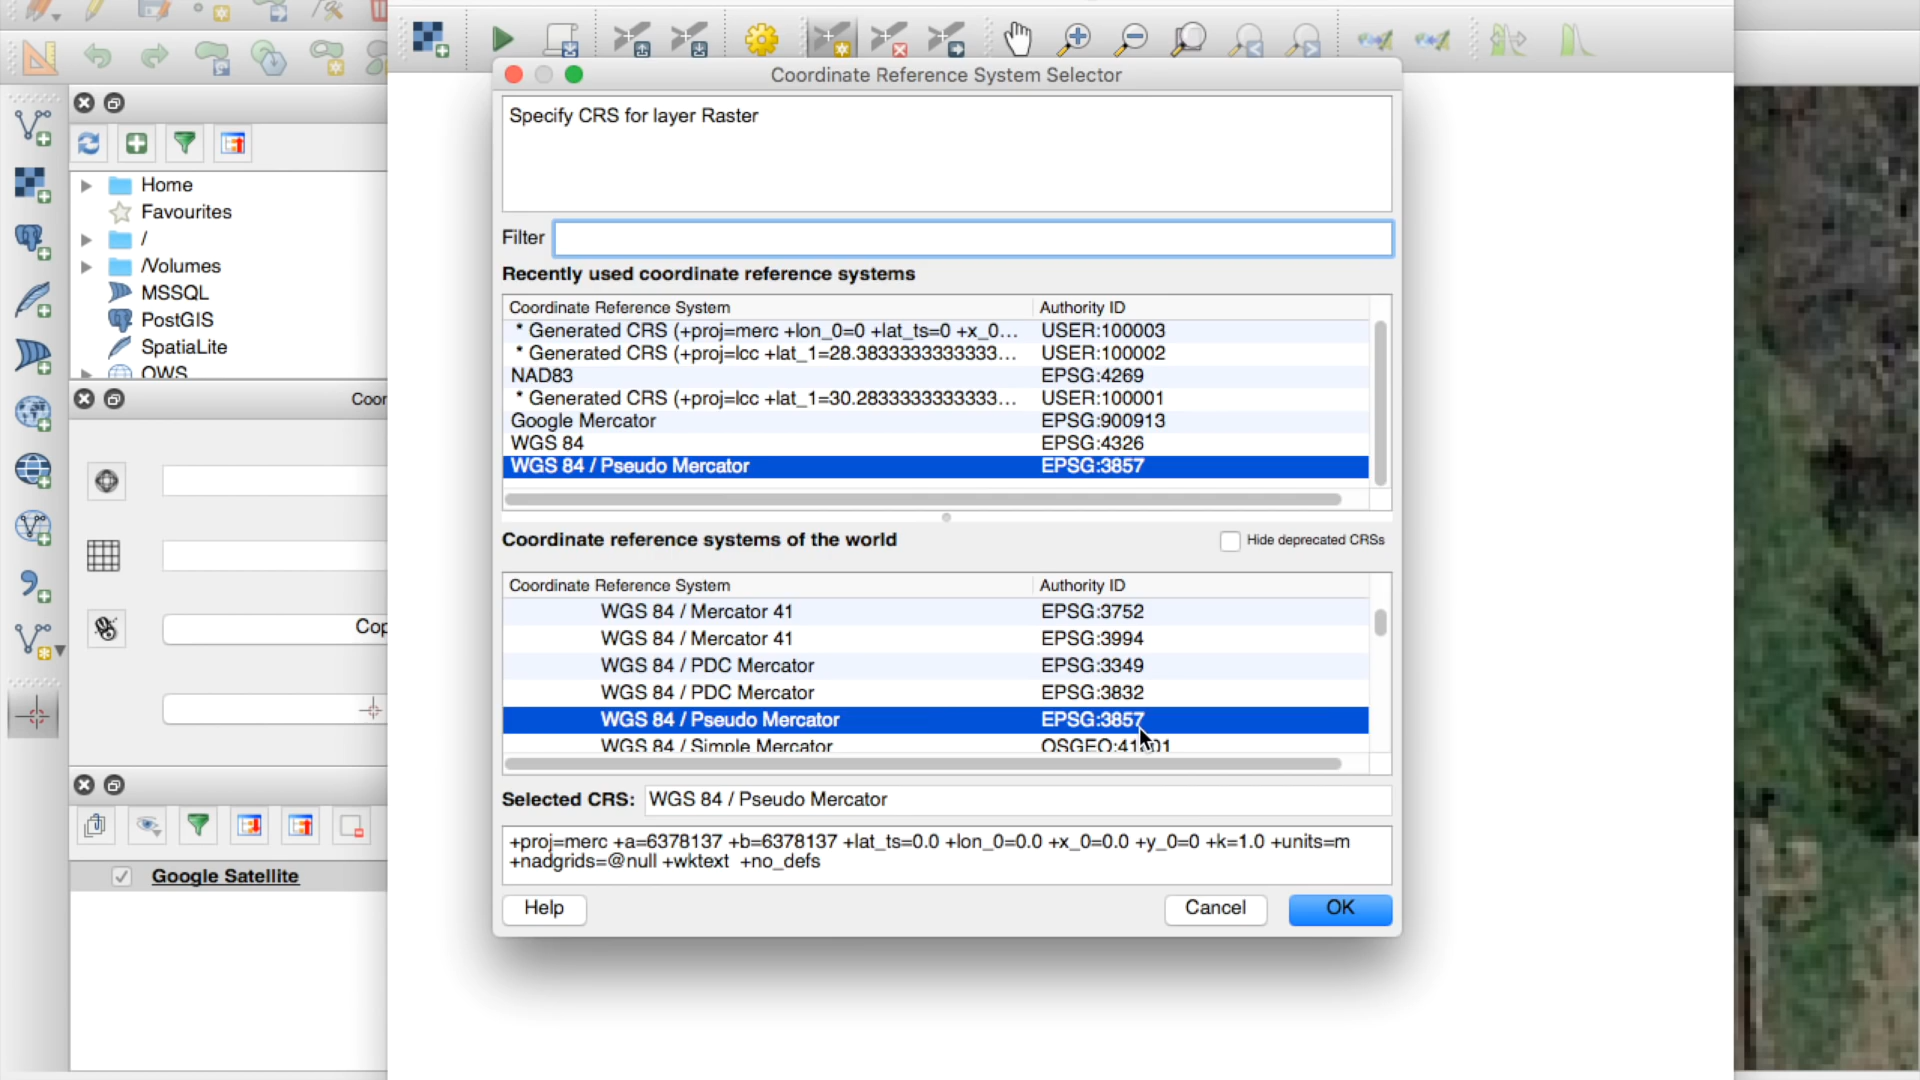 Coordinate Reference System Selector
Specify CRS for layer Raster
Filter
Recently used coordinate reference systems
Coordinate Reference System Authority ID
* Generated CRS (+proj=merc +lon_0=0 +lat_ts=0 +x_0... USER:100003
* Generated CRS (+proj=lcc +lat_1=28.3833333333333... USER:100002
NAD83 EPSG:4269
* Generated CRS (+proj=lcc +lat_1=30.2833333333333... USER:100001
Google Mercator EPSG:900913
WGS 84 EPSG:4326
WGS 84 / Pseudo Mercator EPSG:3857
Coordinate reference systems of the world
Hide deprecated CRSs
Coordinate Reference System Authority ID
WGS 84 / Mercator 41 EPSG:3752
WGS 84 / Mercator 41 EPSG:3994
WGS 84 / PDC Mercator EPSG:3349
WGS 84 / PDC Mercator EPSG:3832
WGS 84 / Pseudo Mercator EPSG:3857
WGS 84 / Simple Mercator
Selected CRS: WGS 84 / Pseudo Mercator
+proj=merc +a=6378137 +b=6378137 +lat_ts=0.0 +lon_0=0.0 +x_0=0.0 +y_0=0 +k=1.0 +units=m
+nadgrids=@null +wktext +no_defs
Help Cancel OK
Home
Favourites
/
/Volumes
MSSQL
PostGIS
SpatiaLite
OWS
Coor
Cop
Google Satellite